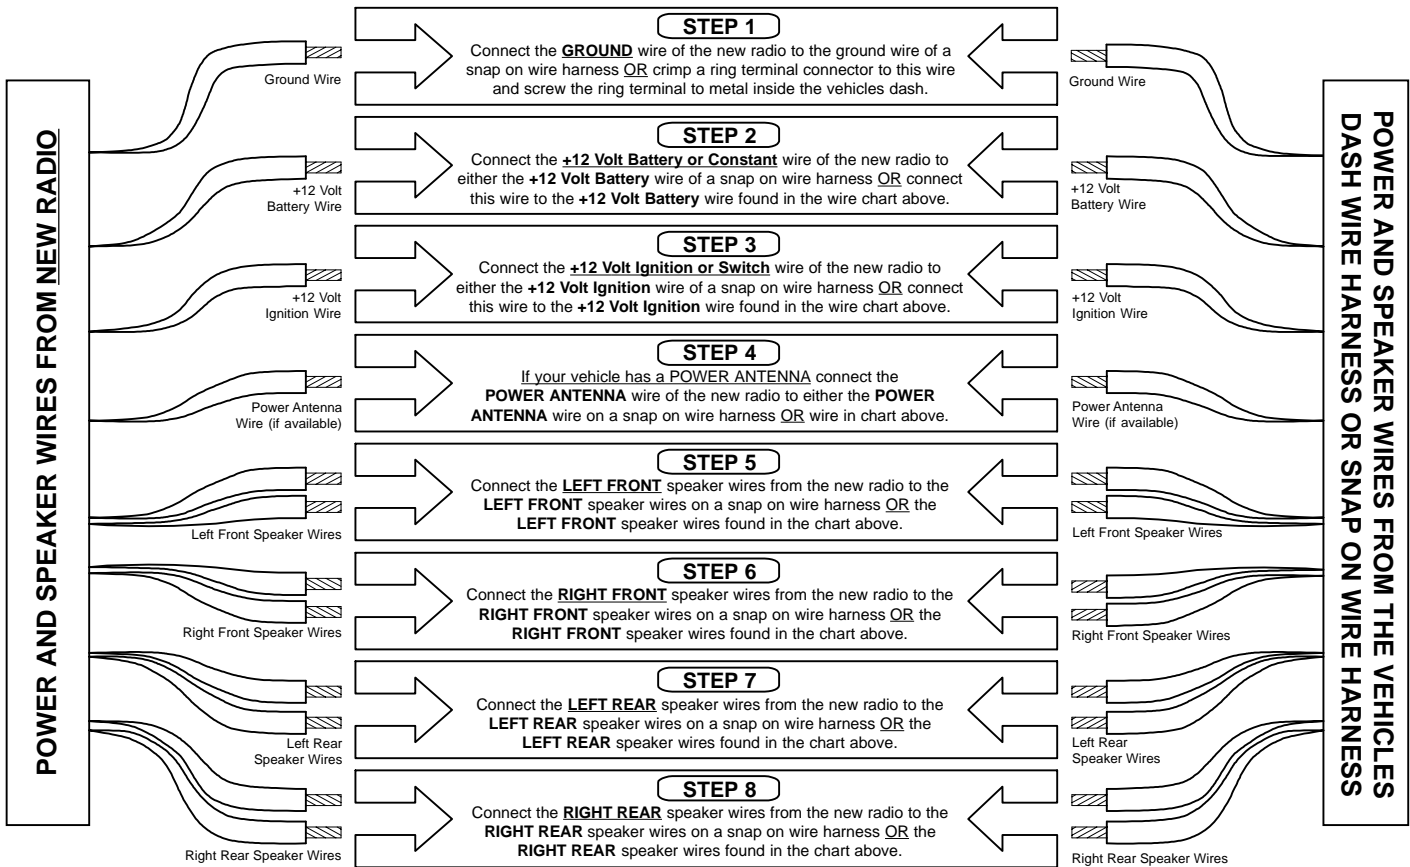 POWER AND SPEAKER WIRES FROM NEW RADIO
STEP 1
Connect the GROUND wire of the new radio to the ground wire of a
snap on wire harness OR crimp a ring terminal connector to this wire
and screw the ring terminal to metal inside the vehicles dash.
Ground Wire
Ground Wire
STEP 2
Connect the +12 Volt Battery or Constant wire of the new radio to
either the +12 Volt Battery wire of a snap on wire harness OR connect
this wire to the +12 Volt Battery wire found in the wire chart above.
+12 Volt
Battery Wire
+12 Volt
Battery Wire
STEP 3
Connect the +12 Volt Ignition or Switch wire of the new radio to
either the +12 Volt Ignition wire of a snap on wire harness OR connect
this wire to the +12 Volt Ignition wire found in the wire chart above.
+12 Volt
Ignition Wire
+12 Volt
Ignition Wire
STEP 4
If your vehicle has a POWER ANTENNA connect the
POWER ANTENNA wire of the new radio to either the POWER
ANTENNA wire on a snap on wire harness OR wire in chart above.
Power Antenna
Wire (if available)
Power Antenna
Wire (if available)
STEP 5
Connect the LEFT FRONT speaker wires from the new radio to the
LEFT FRONT speaker wires on a snap on wire harness OR the
LEFT FRONT speaker wires found in the chart above.
Left Front Speaker Wires
Left Front Speaker Wires
STEP 6
Connect the RIGHT FRONT speaker wires from the new radio to the
RIGHT FRONT speaker wires on a snap on wire harness OR the
RIGHT FRONT speaker wires found in the chart above.
Right Front Speaker Wires
Right Front Speaker Wires
STEP 7
Connect the LEFT REAR speaker wires from the new radio to the
LEFT REAR speaker wires on a snap on wire harness OR the
LEFT REAR speaker wires found in the chart above.
Left Rear
Speaker Wires
Left Rear
Speaker Wires
STEP 8
Connect the RIGHT REAR speaker wires from the new radio to the
RIGHT REAR speaker wires on a snap on wire harness OR the
RIGHT REAR speaker wires found in the chart above.
Right Rear Speaker Wires
Right Rear Speaker Wires
POWER AND SPEAKER WIRES FROM THE VEHICLES
DASH WIRE HARNESS OR SNAP ON WIRE HARNESS